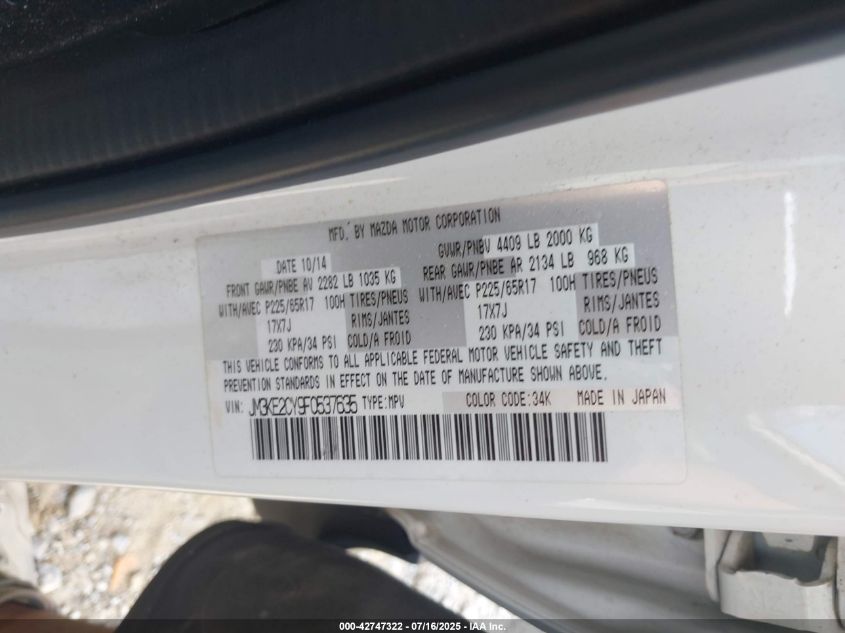 MFD. BY MAZDA MOTOR CORPORATION
DATE 10/14 GVWR/PNBV 4409 LB 2000 KG
FRONT GAWR/PNBE AV 2282 LB 1035 KG REAR GAWR/PNBE AR 2134 LB 968 KG
WITH/AVEC P225/65R17 100H TIRES/PNEUS WITH/AVEC P225/65R17 100H TIRES/PNEUS
17X7J RIMS/JANTES 17X7J RIMS/JANTES
230 KPA/34 PSI COLD/A FROID 230 KPA/34 PSI COLD/A FROID
THIS VEHICLE CONFORMS TO ALL APPLICABLE FEDERAL MOTOR VEHICLE SAFETY AND THEFT
PREVENTION STANDARDS IN EFFECT ON THE DATE OF MANUFACTURE SHOWN ABOVE.
VIN: JM3KE2CY9F0537635 TYPE:MPV COLOR CODE:34K MADE IN JAPAN
000-42747322 | 07/16/2025 | IAA Inc.